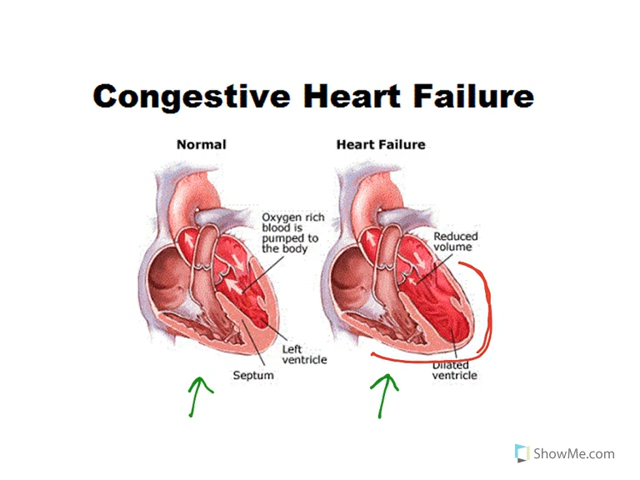 Congestive Heart Failure
Normal
Heart Failure
Oxygen rich
blood is
pumped to
the body
Left
ventricle
Septum
Reduced
volume
Dilated
ventricle
ShowMe.com